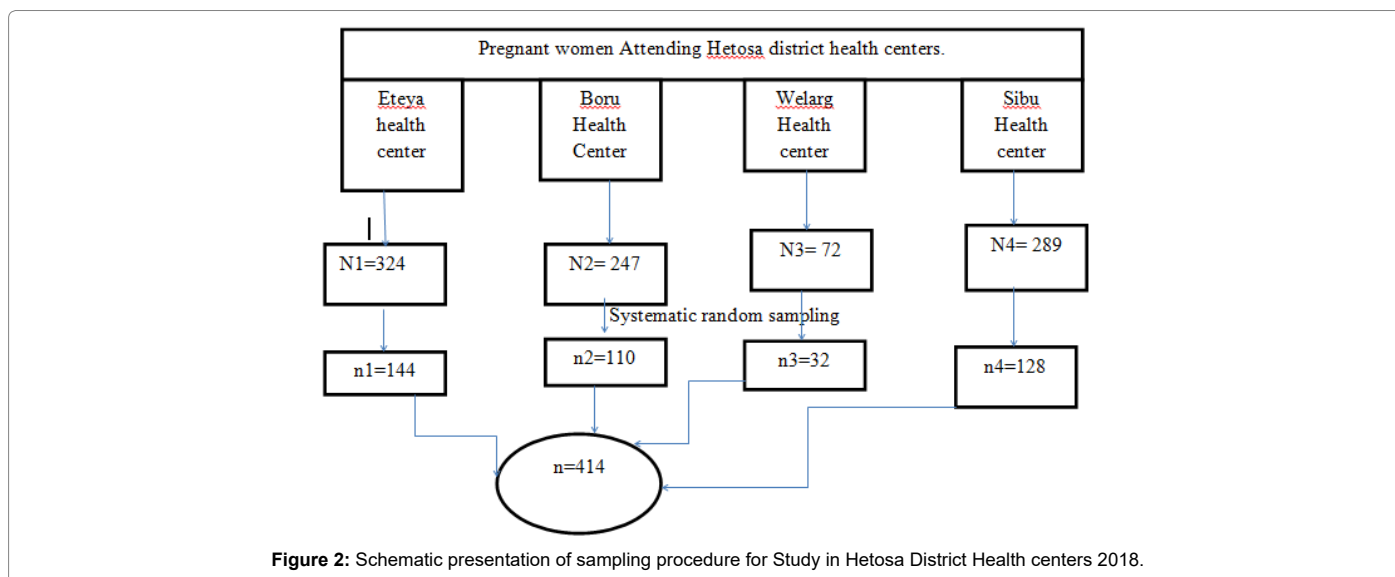 Pregnant women Attending Hetosa district health centers.
Eteya
health
center
Boru
Health
Center
Welarg
Health
center
Sibu
Health
center
N1=324
N2= 247
N3= 72
N4= 289
Systematic random sampling
n1=144
n2=110
n3=32
n4=128
n=414
Figure 2: Schematic presentation of sampling procedure for Study in Hetosa District Health centers 2018.